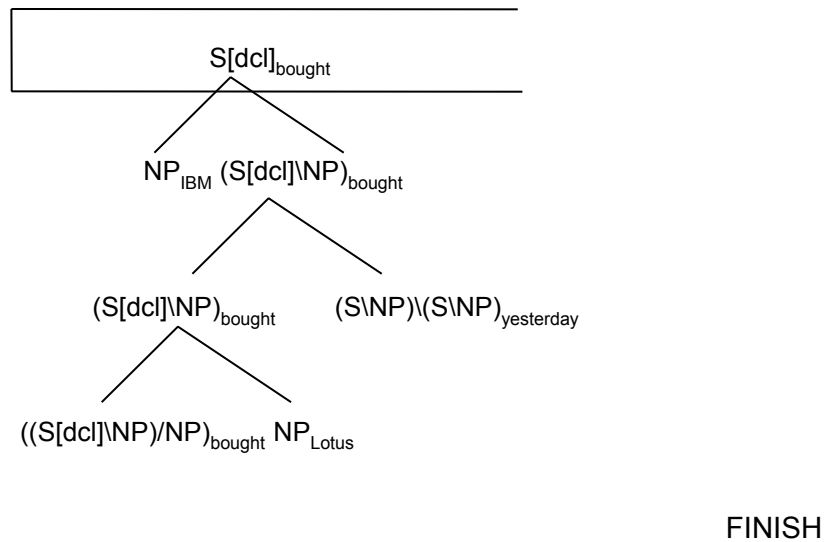 S[dcl]bought
NPIBM (S[dcl]\NP)bought
(S[dcl]\NP)bought (S\NP)\(S\NP)yesterday
((S[dcl]\NP)/NP)bought NPLotus
FINISH